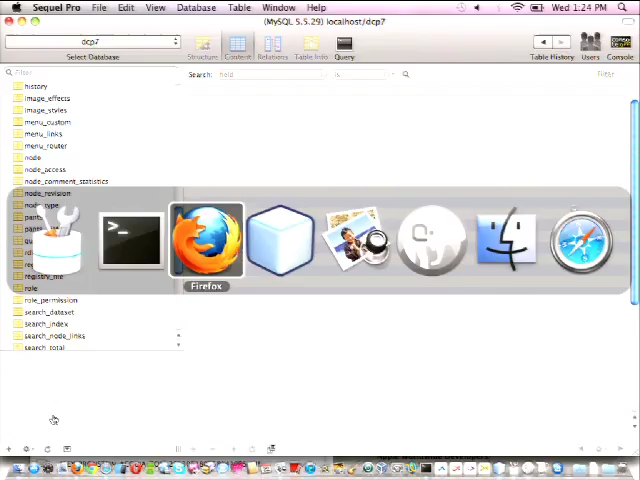 Sequel Pro File Edit View Database Table Window Help Wed 1:24 PM
(MySQL 5.5.29) localhost/dcp7
dcp7
Select Database
Structure Content Relations Table Info Query
Table History Users Console
Filter
Search: field is Filter
history
image_effects
image_styles
menu_custom
menu_links
menu_router
node
node_access
node_comment_statistics
node_revision
node_type
registry_file
role
Firefox
role_permission
search_dataset
search_index
search_node_links
search_total